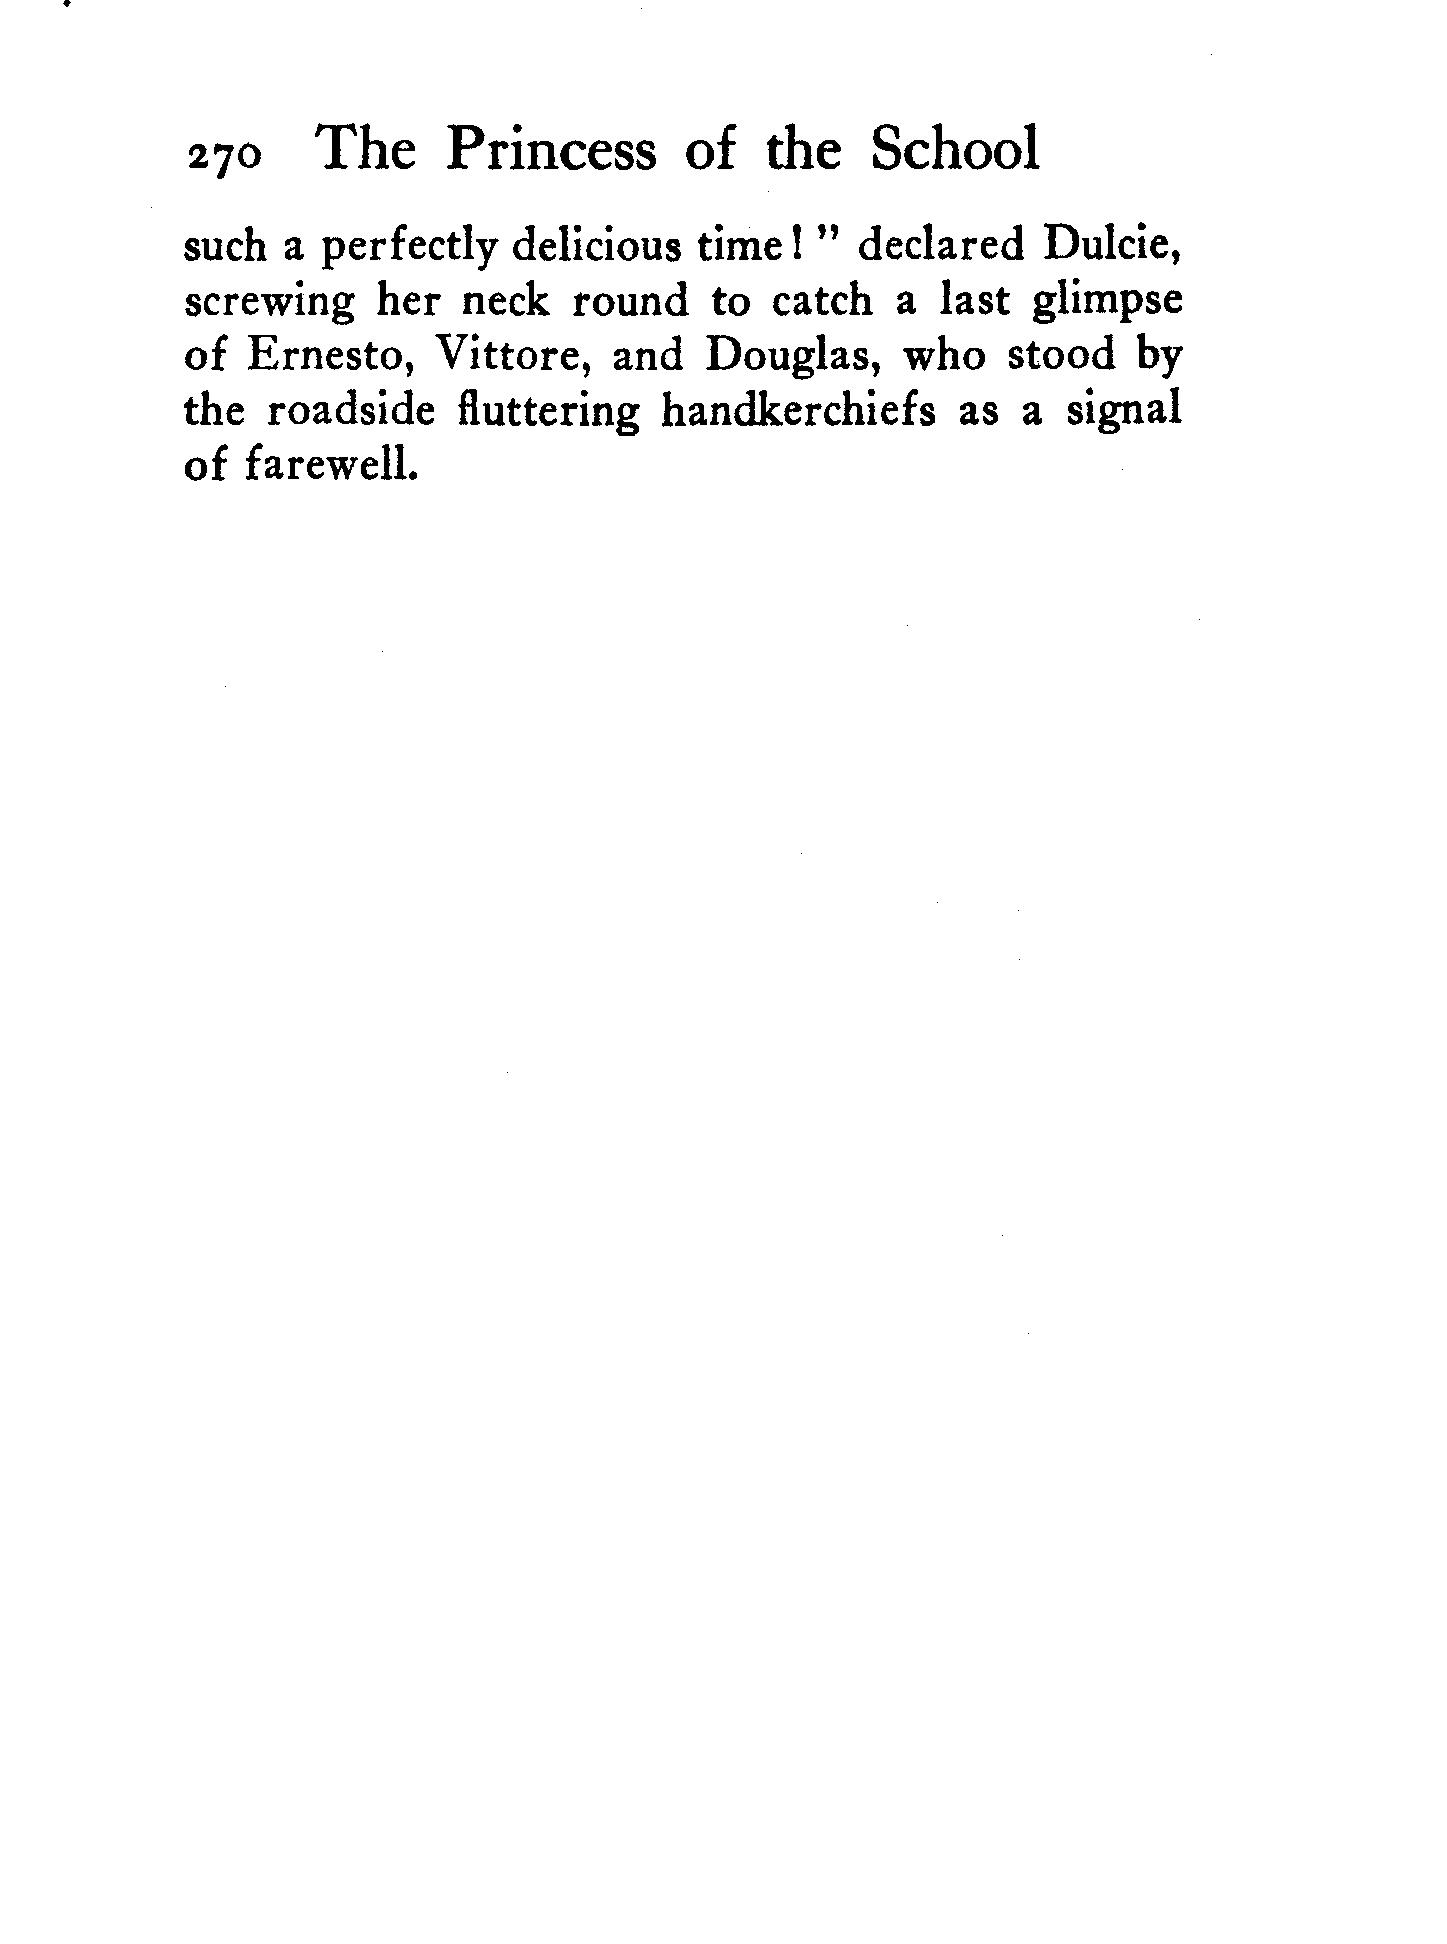 270 The Princess of the School
such a perfectly delicious time! " declared Dulcie,
screwing her neck round to catch a last glimpse
of Ernesto, Vittore, and Douglas, who stood by
the roadside fluttering handkerchiefs as a signal
of farewell.